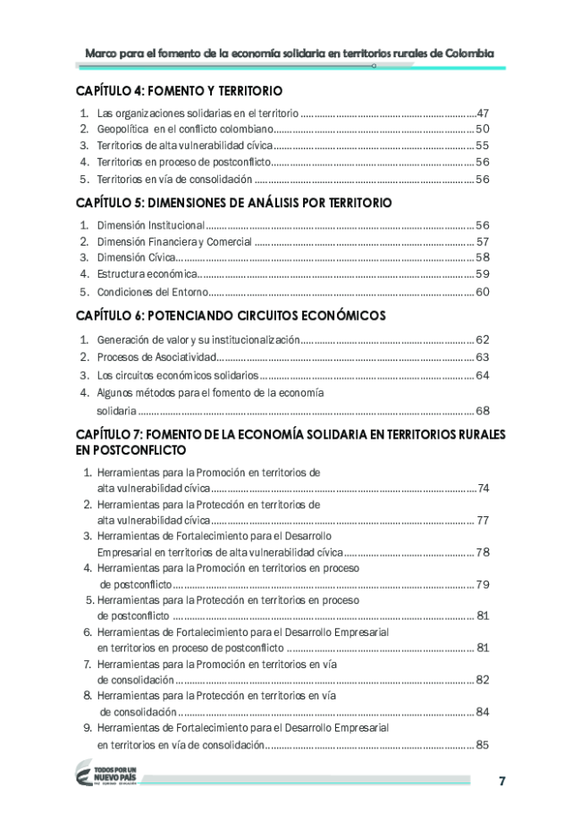 Marco para el fomento de la economía solidaria en territorios rurales de Colombia
CAPÍTULO 4: FOMENTO Y TERRITORIO
1. Las organizaciones solidarias en el territorio ................................................................47
2. Geopolítica en el conflicto colombiano.......................................................................... 50
3. Territorios de alta vulnerabilidad cívica.......................................................................... 55
4. Territorios en proceso de postconflicto........................................................................... 56
5. Territorios en vía de consolidación ................................................................................ 56
CAPÍTULO 5: DIMENSIONES DE ANÁLISIS POR TERRITORIO
1. Dimensión Institucional................................................................................................... 56
2. Dimensión Financiera y Comercial ................................................................................ 57
3. Dimensión Cívica............................................................................................................. 58
4. Estructura económica...................................................................................................... 59
5. Condiciones del Entorno.................................................................................................. 60
CAPÍTULO 6: POTENCIANDO CIRCUITOS ECONÓMICOS
1. Generación de valor y su institucionalización................................................................ 62
2. Procesos de Asociatividad............................................................................................... 63
3. Los circuitos económicos solidarios............................................................................... 64
4. Algunos métodos para el fomento de la economía
solidaria ........................................................................................................................... 68
CAPÍTULO 7: FOMENTO DE LA ECONOMÍA SOLIDARIA EN TERRITORIOS RURALES
EN POSTCONFLICTO
1. Herramientas para la Promoción en territorios de
alta vulnerabilidad cívica.................................................................................................74
2. Herramientas para la Protección en territorios de
alta vulnerabilidad cívica................................................................................................ 77
3. Herramientas de Fortalecimiento para el Desarrollo
Empresarial en territorios de alta vulnerabilidad cívica................................................ 78
4. Herramientas para la Promoción en territorios en proceso
de postconflicto............................................................................................................... 79
5. Herramientas para la Protección en territorios en proceso
de postconflicto .............................................................................................................. 81
6. Herramientas de Fortalecimiento para el Desarrollo Empresarial
en territorios en proceso de postconflicto ..................................................................... 81
7. Herramientas para la Promoción en territorios en vía
de consolidación.............................................................................................................. 82
8. Herramientas para la Protección en territorios en vía
de consolidación............................................................................................................. 84
9. Herramientas de Fortalecimiento para el Desarrollo Empresarial
en territorios en vía de consolidación............................................................................. 85
TODOS POR UN
NUEVO PAÍS
PAZ EQUIDAD EDUCACIÓN
7